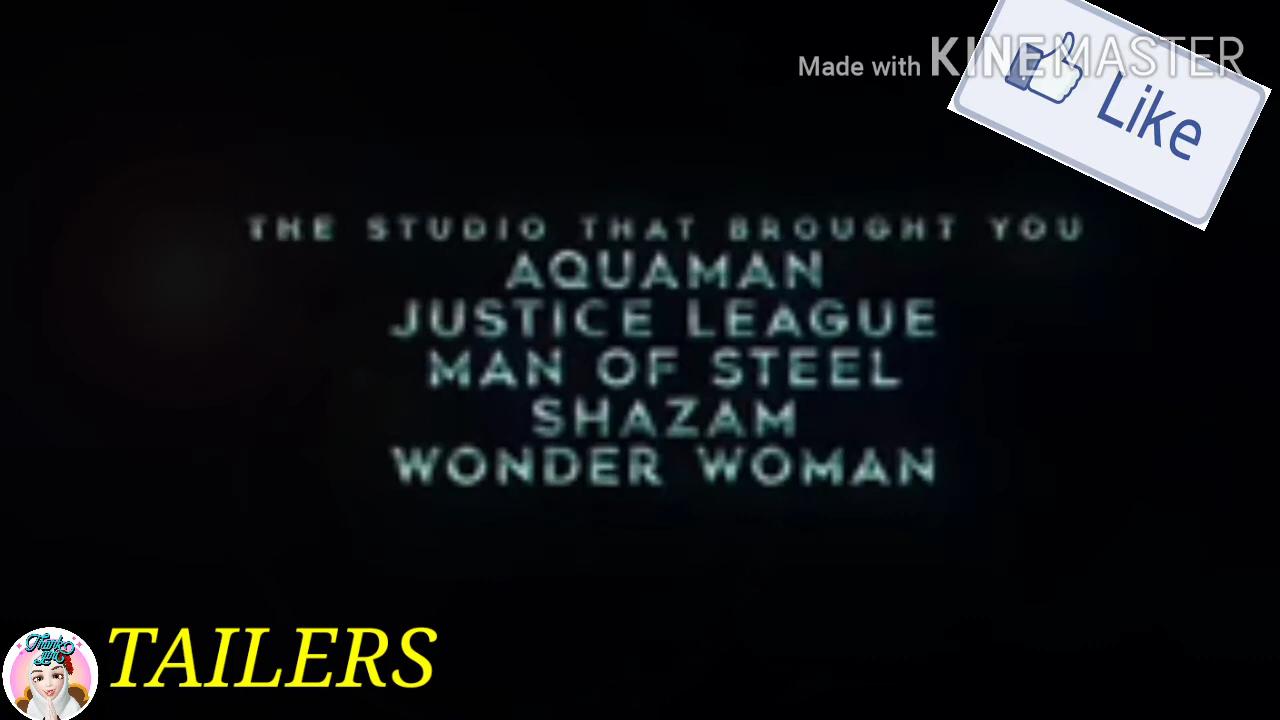 Made with KINEMASTER
Like
THE STUDIO THAT BROUGHT YOU
AQUAMAN
JUSTICE LEAGUE
MAN OF STEEL
SHAZAM
WONDER WOMAN
TAILERS
Thank